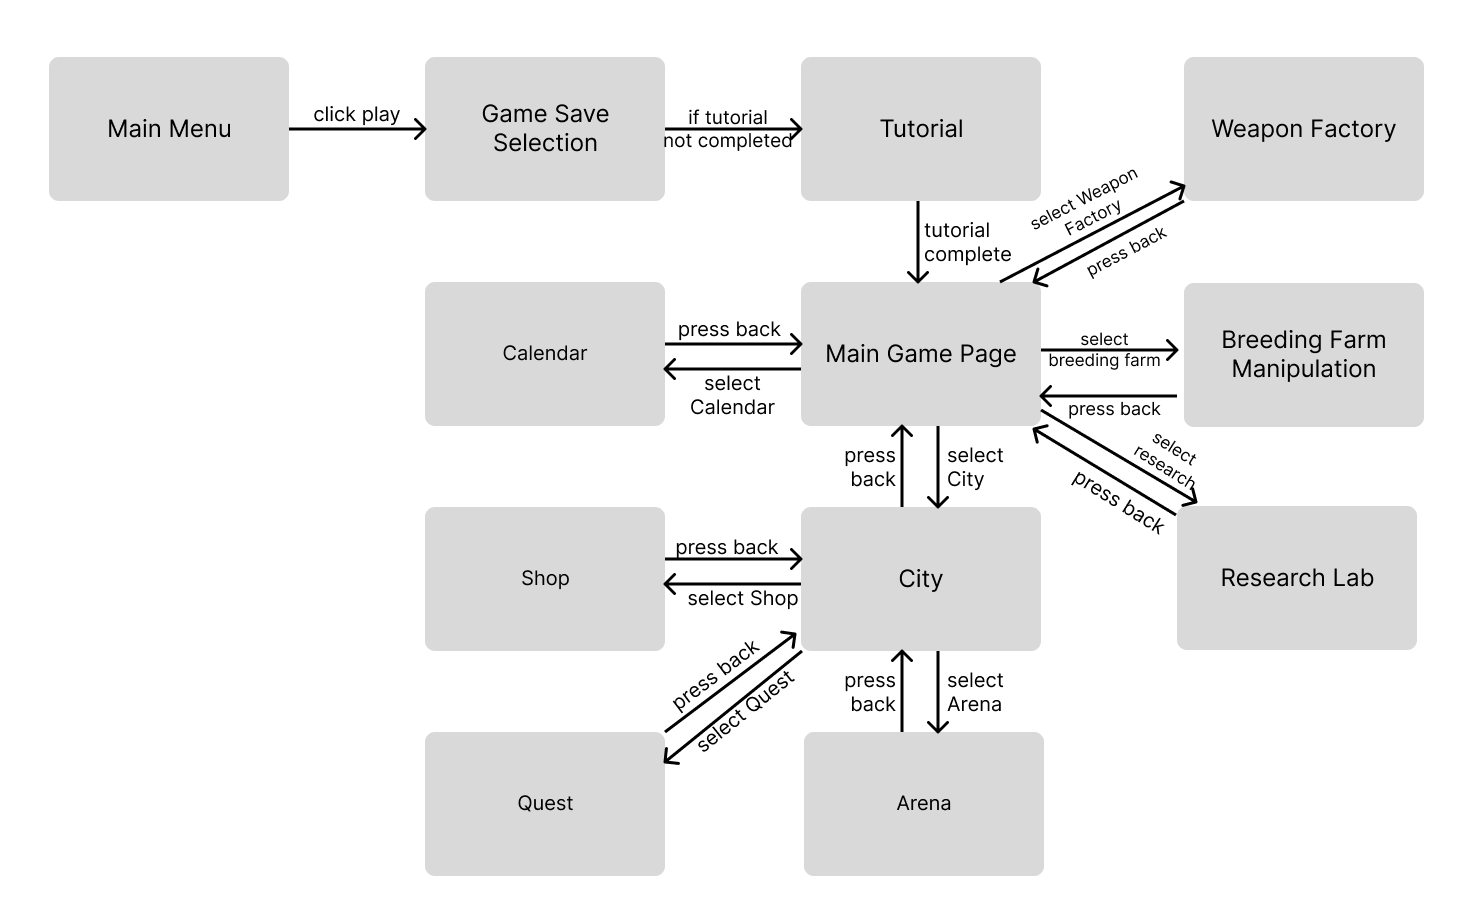 Main Menu
click play
Game Save
Selection
if tutorial
not completed
Tutorial
Weapon Factory
select Weapon
Factory
press back
tutorial
complete
Calendar
press back
select
Calendar
Main Game Page
select
breeding farm
press back
Breeding Farm
Manipulation
press
back
select
City
select
research
press back
Shop
press back
select Shop
City
Research Lab
press back
select Quest
press
back
select
Arena
Quest
Arena